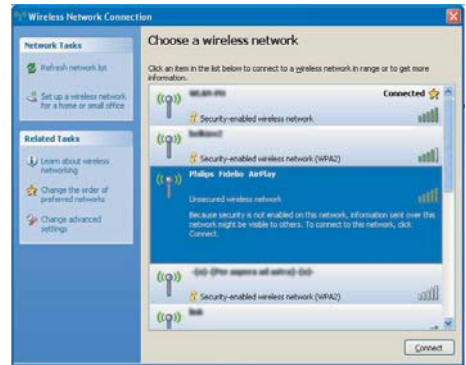 Wireless Network Connection
Network Tasks
Refresh network list
Set up a wireless network
for a home or small office
Related Tasks
Learn about wireless
networking
Change the order of
preferred networks
Change advanced
settings
Choose a wireless network
Click an item in the list below to connect to a wireless network in range or to get more
information.
Connected
Security-enabled wireless network
Security-enabled wireless network (WPA2)
Philips Fidelio AirPlay
Unsecured wireless network
Because security is not enabled on this network, information sent over this
network might be visible to others. To connect to this network, click
Connect.
Security-enabled wireless network (WPA2)
Connect